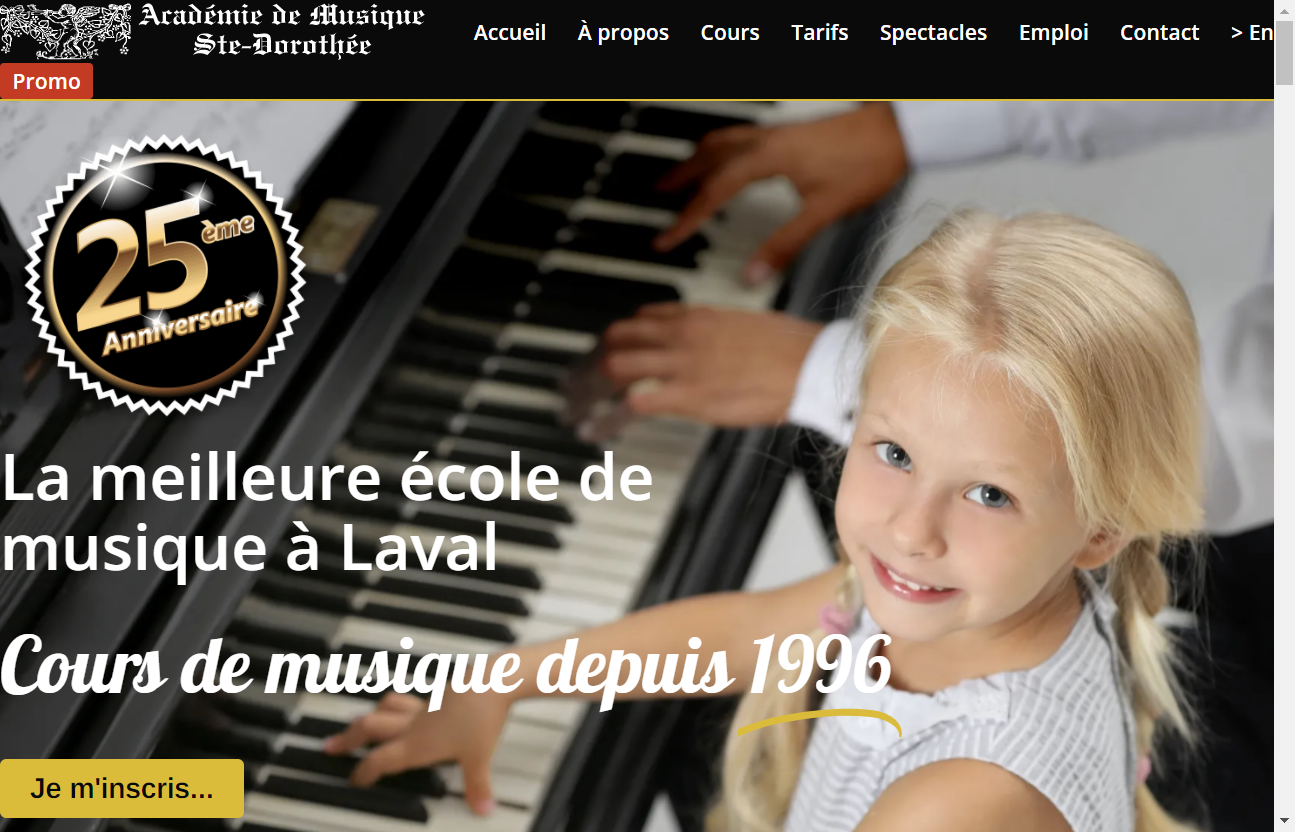 Académie de Musique
Ste-Dorothée
Accueil À propos Cours Tarifs Spectacles Emploi Contact > En
Promo
25ème
Anniversaire
La meilleure école de
musique à Laval
Cours de musique depuis 1996
Je m'inscris...